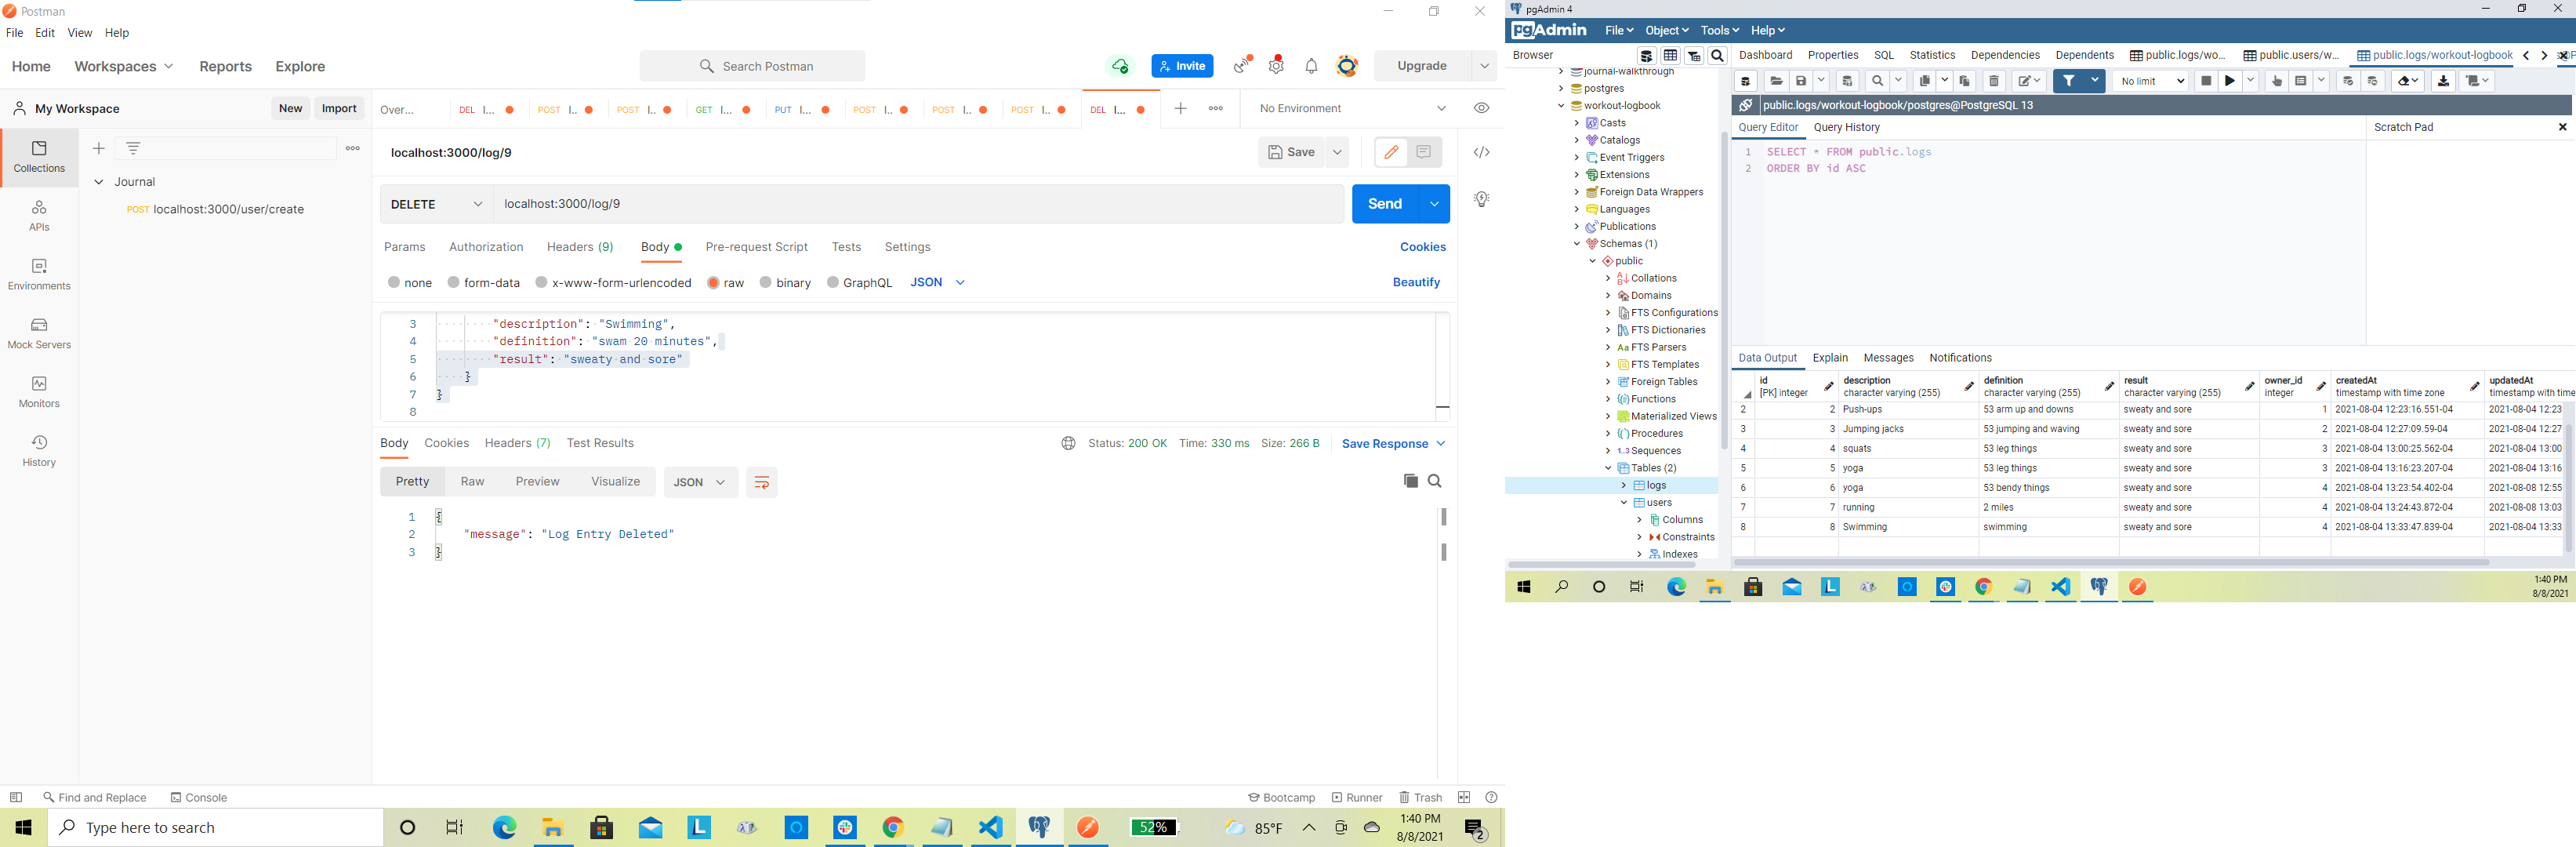 Postman
File Edit View Help
Home Workspaces Reports Explore
Search Postman
Invite
Upgrade
My Workspace
New Import
Over... DEL l... POST l.. POST l.. GET l... PUT l... POST l.. POST l.. POST l.. DEL l...
No Environment
Collections
APIs
Environments
Mock Servers
Monitors
History
Journal
POST localhost:3000/user/create
localhost:3000/log/9
Save
DELETE localhost:3000/log/9 Send
Params Authorization Headers (9) Body Pre-request Script Tests Settings Cookies
none form-data x-www-form-urlencoded raw binary GraphQL JSON Beautify
3 "description": "Swimming",
4 "definition": "swam 20 minutes",
5 "result": "sweaty and sore"
6 }
7 }
8
Body Cookies Headers (7) Test Results Status: 200 OK Time: 330 ms Size: 266 B Save Response
Pretty Raw Preview Visualize JSON
1 {
2 "message": "Log Entry Deleted"
3 }
Find and Replace Console
Bootcamp Runner Trash
Type here to search
52%
85°F
1:40 PM
8/8/2021
2
pgAdmin 4
pgAdmin File Object Tools Help
Browser
Dashboard Properties SQL Statistics Dependencies Dependents public.logs/wo... public.users/w... public.logs/workout-logbook
journal-walkthrough
postgres
workout-logbook
Casts
Catalogs
Event Triggers
Extensions
Foreign Data Wrappers
Languages
Publications
Schemas (1)
public
Collations
Domains
FTS Configurations
FTS Dictionaries
FTS Parsers
FTS Templates
Foreign Tables
Functions
Materialized Views
Procedures
Sequences
Tables (2)
logs
users
Columns
Constraints
Indexes
No limit
public.logs/workout-logbook/postgres@PostgreSQL 13
Query Editor Query History
Scratch Pad
1 SELECT * FROM public.logs
2 ORDER BY id ASC
Data Output Explain Messages Notifications
id description definition result owner_id createdAt updatedAt
[PK] integer character varying (255) character varying (255) character varying (255) integer timestamp with time zone timestamp with time
2 2 Push-ups 53 arm up and downs sweaty and sore 1 2021-08-04 12:23:16.551-04 2021-08-04 12:23
3 3 Jumping jacks 53 jumping and waving sweaty and sore 2 2021-08-04 12:27:09.59-04 2021-08-04 12:27
4 4 squats 53 leg things sweaty and sore 3 2021-08-04 13:00:25.562-04 2021-08-04 13:00
5 5 yoga 53 leg things sweaty and sore 3 2021-08-04 13:16:23.207-04 2021-08-04 13:16
6 6 yoga 53 bendy things sweaty and sore 4 2021-08-04 13:23:54.402-04 2021-08-08 12:55
7 7 running 2 miles sweaty and sore 4 2021-08-04 13:24:43.872-04 2021-08-08 13:03
8 8 Swimming swimming sweaty and sore 4 2021-08-04 13:33:47.839-04 2021-08-04 13:33
1:40 PM
8/8/2021